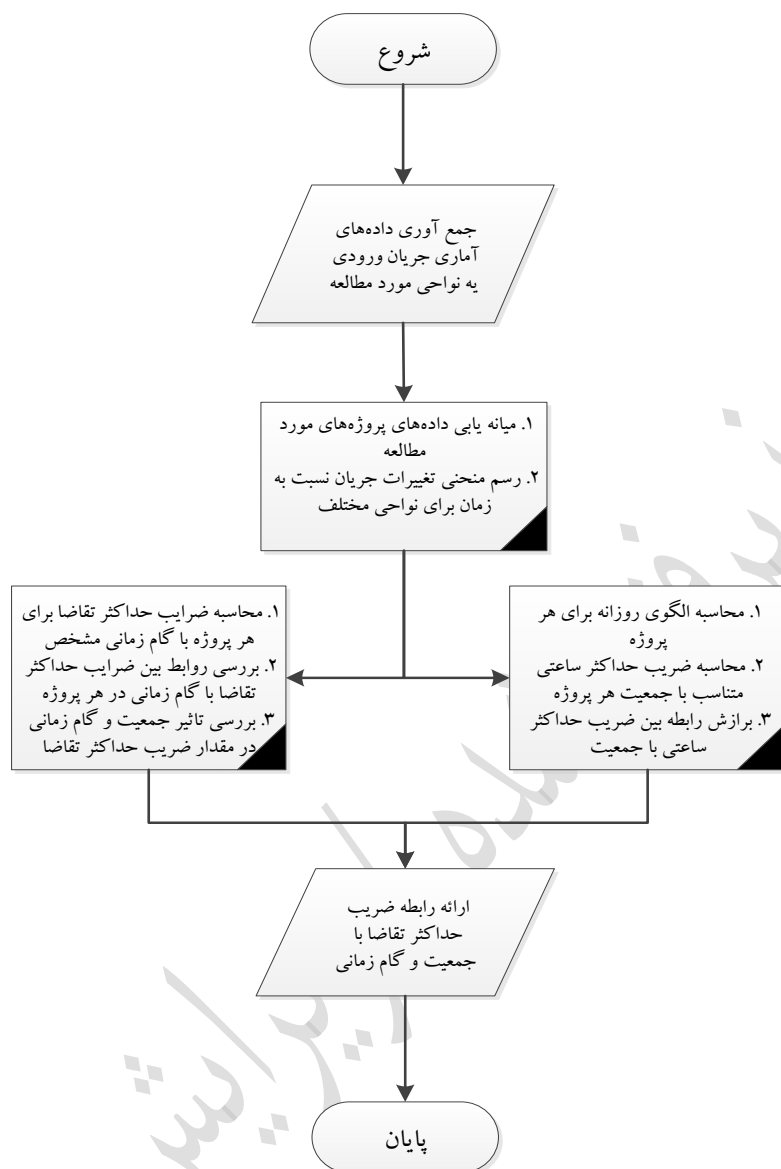 شروع
جمع آوری داده‌های
آماری جریان ورودی
یه نواحی مورد مطالعه
۱. میانه یابی داده‌های پروژه‌های مورد
مطالعه
۲. رسم منحنی تغییرات جریان نسبت به
زمان برای نواحی مختلف
۱. محاسبه الگوی روزانه برای هر
پروژه
۲. محاسبه ضریب حداکثر ساعتی
متناسب با جمعیت هر پروژه
۳. برازش رابطه بین ضریب حداکثر
ساعتی با جمعیت
۱. محاسبه ضرایب حداکثر تقاضا برای
هر پروژه با گام زمانی مشخص
۲. بررسی روابط بین ضرایب حداکثر
تقاضا با گام زمانی در هر پروژه
۳. بررسی تاثیر جمعیت و گام زمانی
در مقدار ضریب حداکثر تقاضا
ارائه رابطه ضریب
حداکثر تقاضا با
جمعیت و گام زمانی
پایان